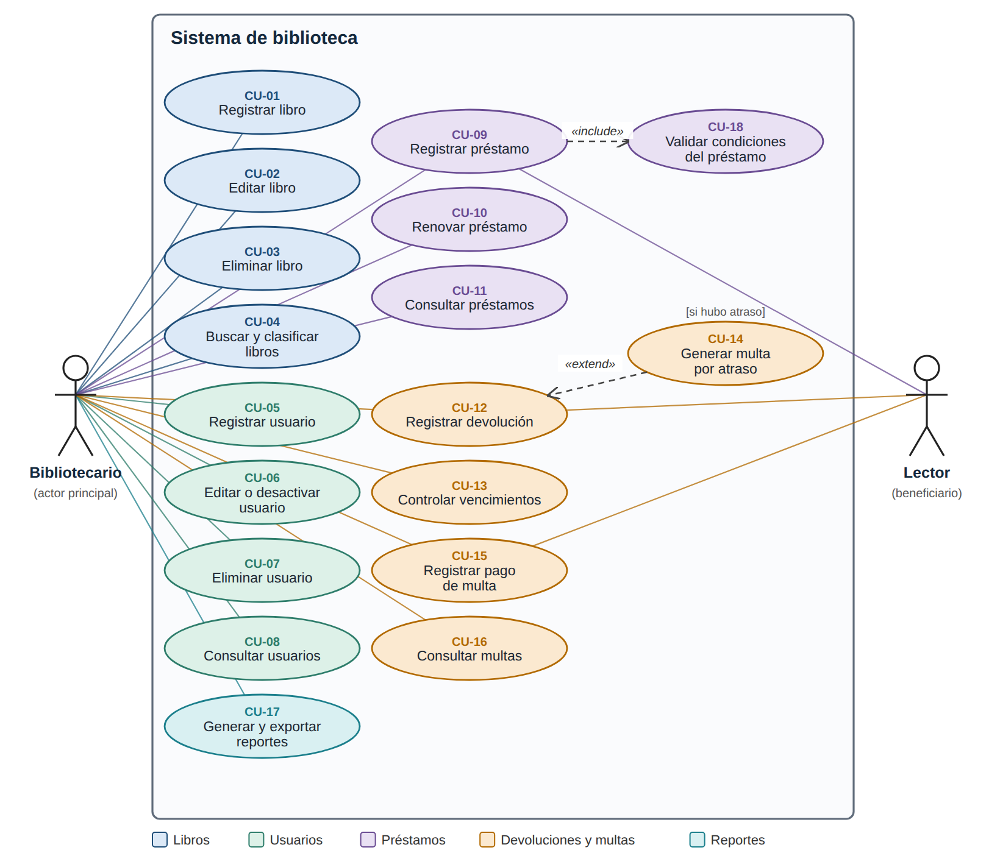 Sistema de biblioteca
CU-01
Registrar libro
CU-02
Editar libro
CU-03
Eliminar libro
CU-04
Buscar y clasificar
libros
CU-05
Registrar usuario
CU-06
Editar o desactivar
usuario
CU-07
Eliminar usuario
CU-08
Consultar usuarios
CU-17
Generar y exportar
reportes
CU-09
Registrar préstamo
«include»
CU-18
Validar condiciones
del préstamo
CU-10
Renovar préstamo
CU-11
Consultar préstamos
[si hubo atraso]
CU-14
Generar multa
por atraso
«extend»
CU-12
Registrar devolución
CU-13
Controlar vencimientos
CU-15
Registrar pago
de multa
CU-16
Consultar multas
Bibliotecario
(actor principal)
Lector
(beneficiario)
Libros
Usuarios
Préstamos
Devoluciones y multas
Reportes